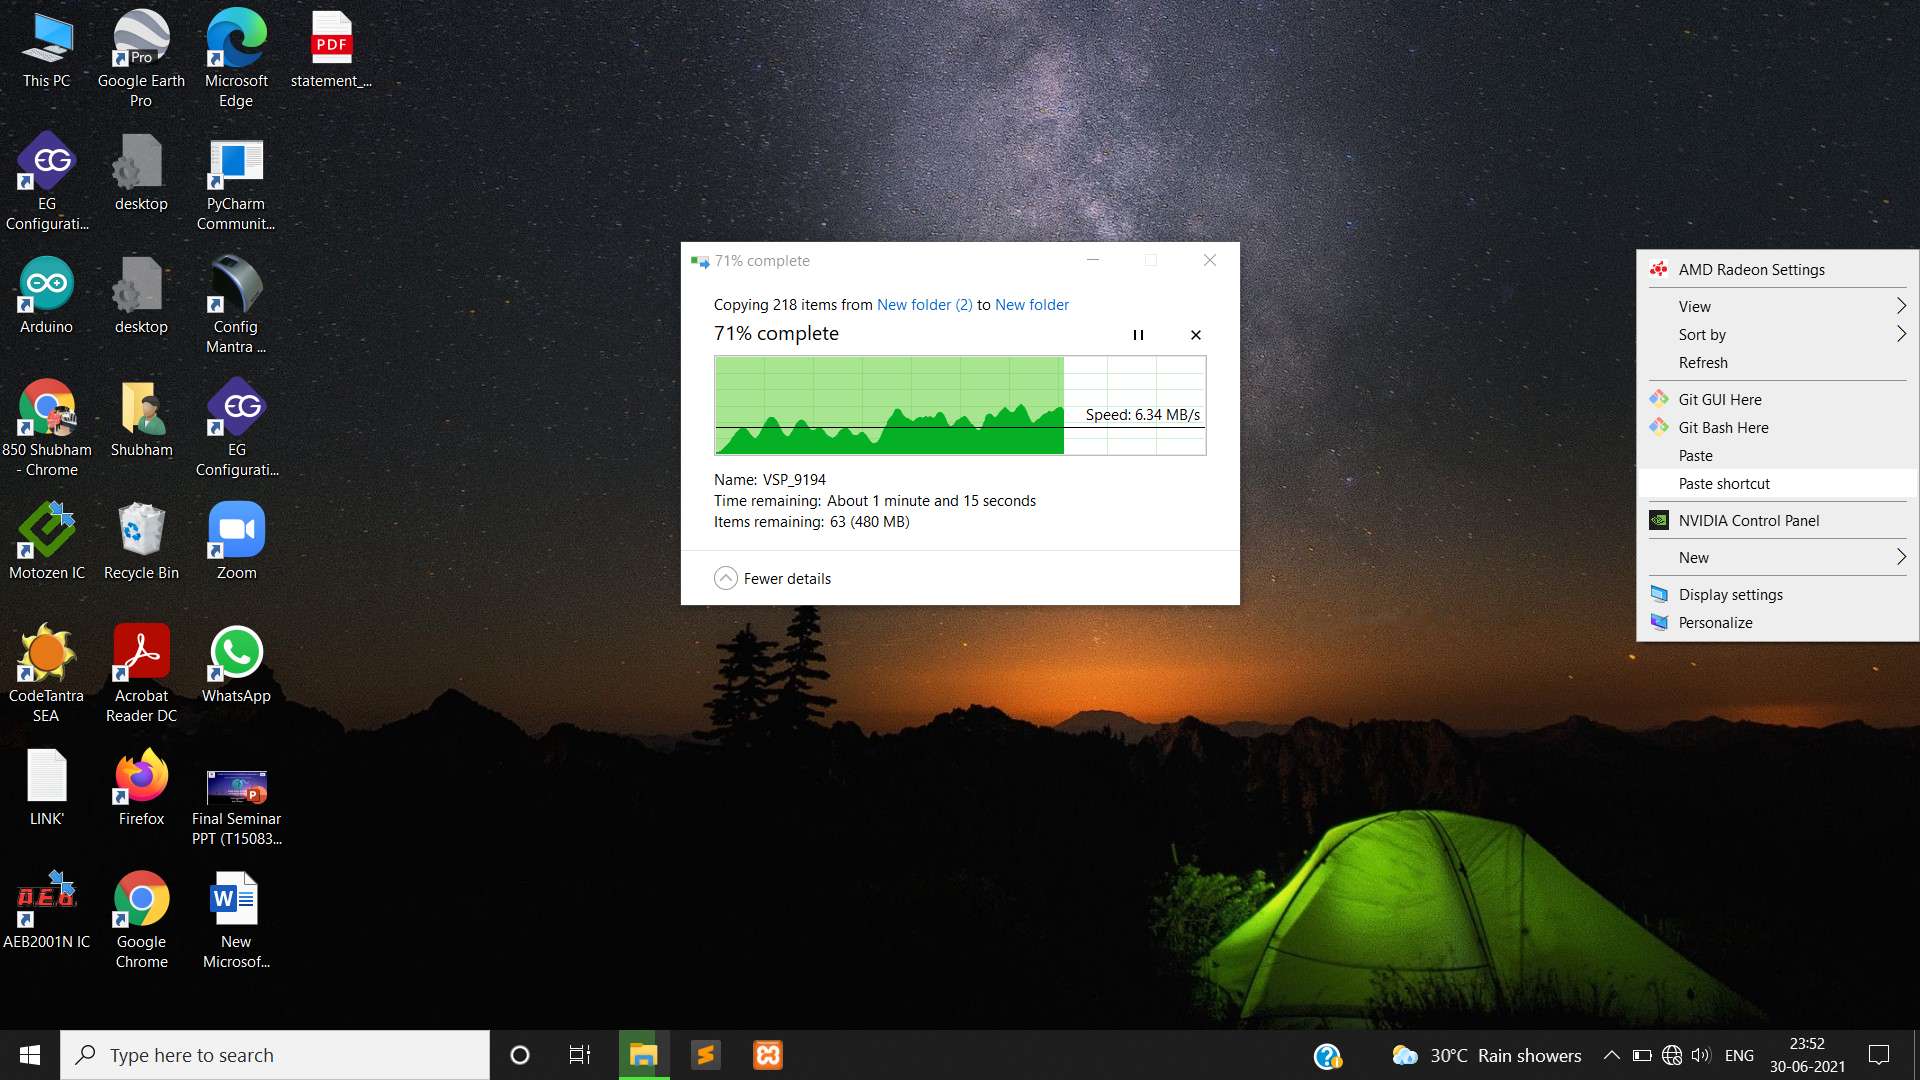 This PC
Google Earth
Pro
Microsoft
Edge
PDF
statement_...
Pro
EG
EG
Configurati...
desktop
PyCharm
Communit...
Arduino
desktop
Config
Mantra ...
850 Shubham
- Chrome
Shubham
EG
EG
Configurati...
Motozen IC
Recycle Bin
Zoom
CodeTantra
SEA
Acrobat
Reader DC
WhatsApp
LINK'
Firefox
Final Seminar
PPT (T15083...
A.E.B.
AEB2001N IC
Google
Chrome
W
New
Microsof...
71% complete
Copying 218 items from New folder (2) to New folder
71% complete
Speed: 6.34 MB/s
Name: VSP_9194
Time remaining: About 1 minute and 15 seconds
Items remaining: 63 (480 MB)
Fewer details
AMD Radeon Settings
View
Sort by
Refresh
Git GUI Here
Git Bash Here
Paste
Paste shortcut
NVIDIA Control Panel
New
Display settings
Personalize
Type here to search
30°C Rain showers
ENG
23:52
30-06-2021